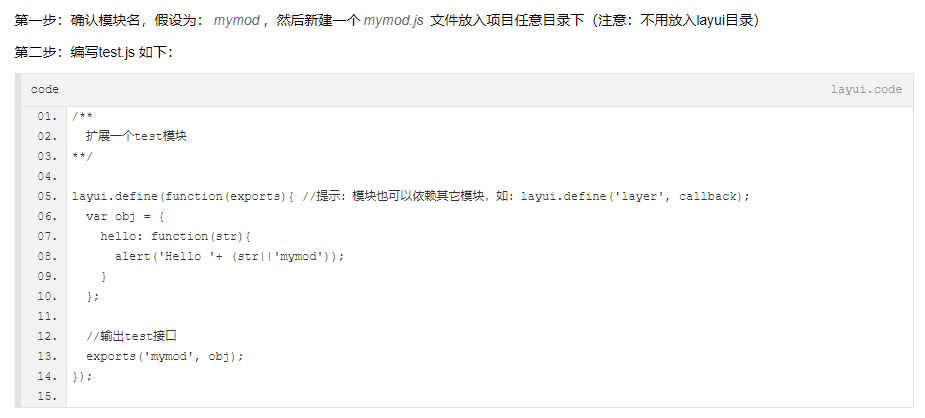 第一步：确认模块名，假设为： mymod ，然后新建一个 mymod.js 文件放入项目任意目录下（注意：不用放入layui目录）
第二步：编写test.js 如下：
code layui.code
01. /**
02.   扩展一个test模块
03. **/
04.
05. layui.define(function(exports){ //提示：模块也可以依赖其它模块，如：layui.define('layer', callback);
06.   var obj = {
07.     hello: function(str){
08.       alert('Hello '+ (str||'mymod'));
09.     }
10.   };
11.
12.   //输出test接口
13.   exports('mymod', obj);
14. });
15.